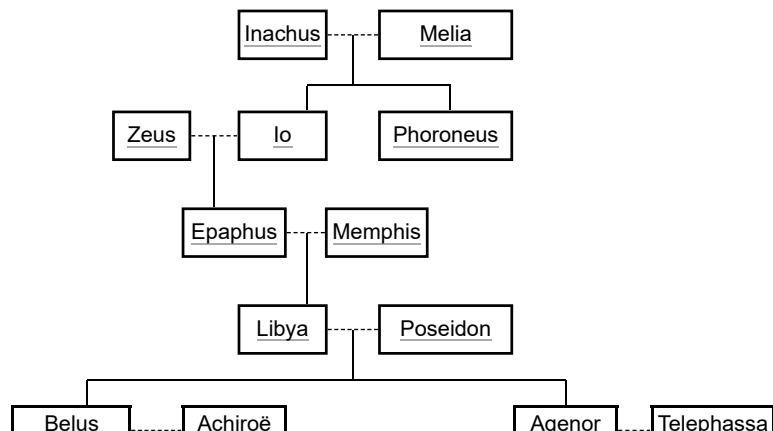 Inachus Melia
Zeus Io Phoroneus
Epaphus Memphis
Libya Poseidon
Belus Achiroë Agenor Telephassa